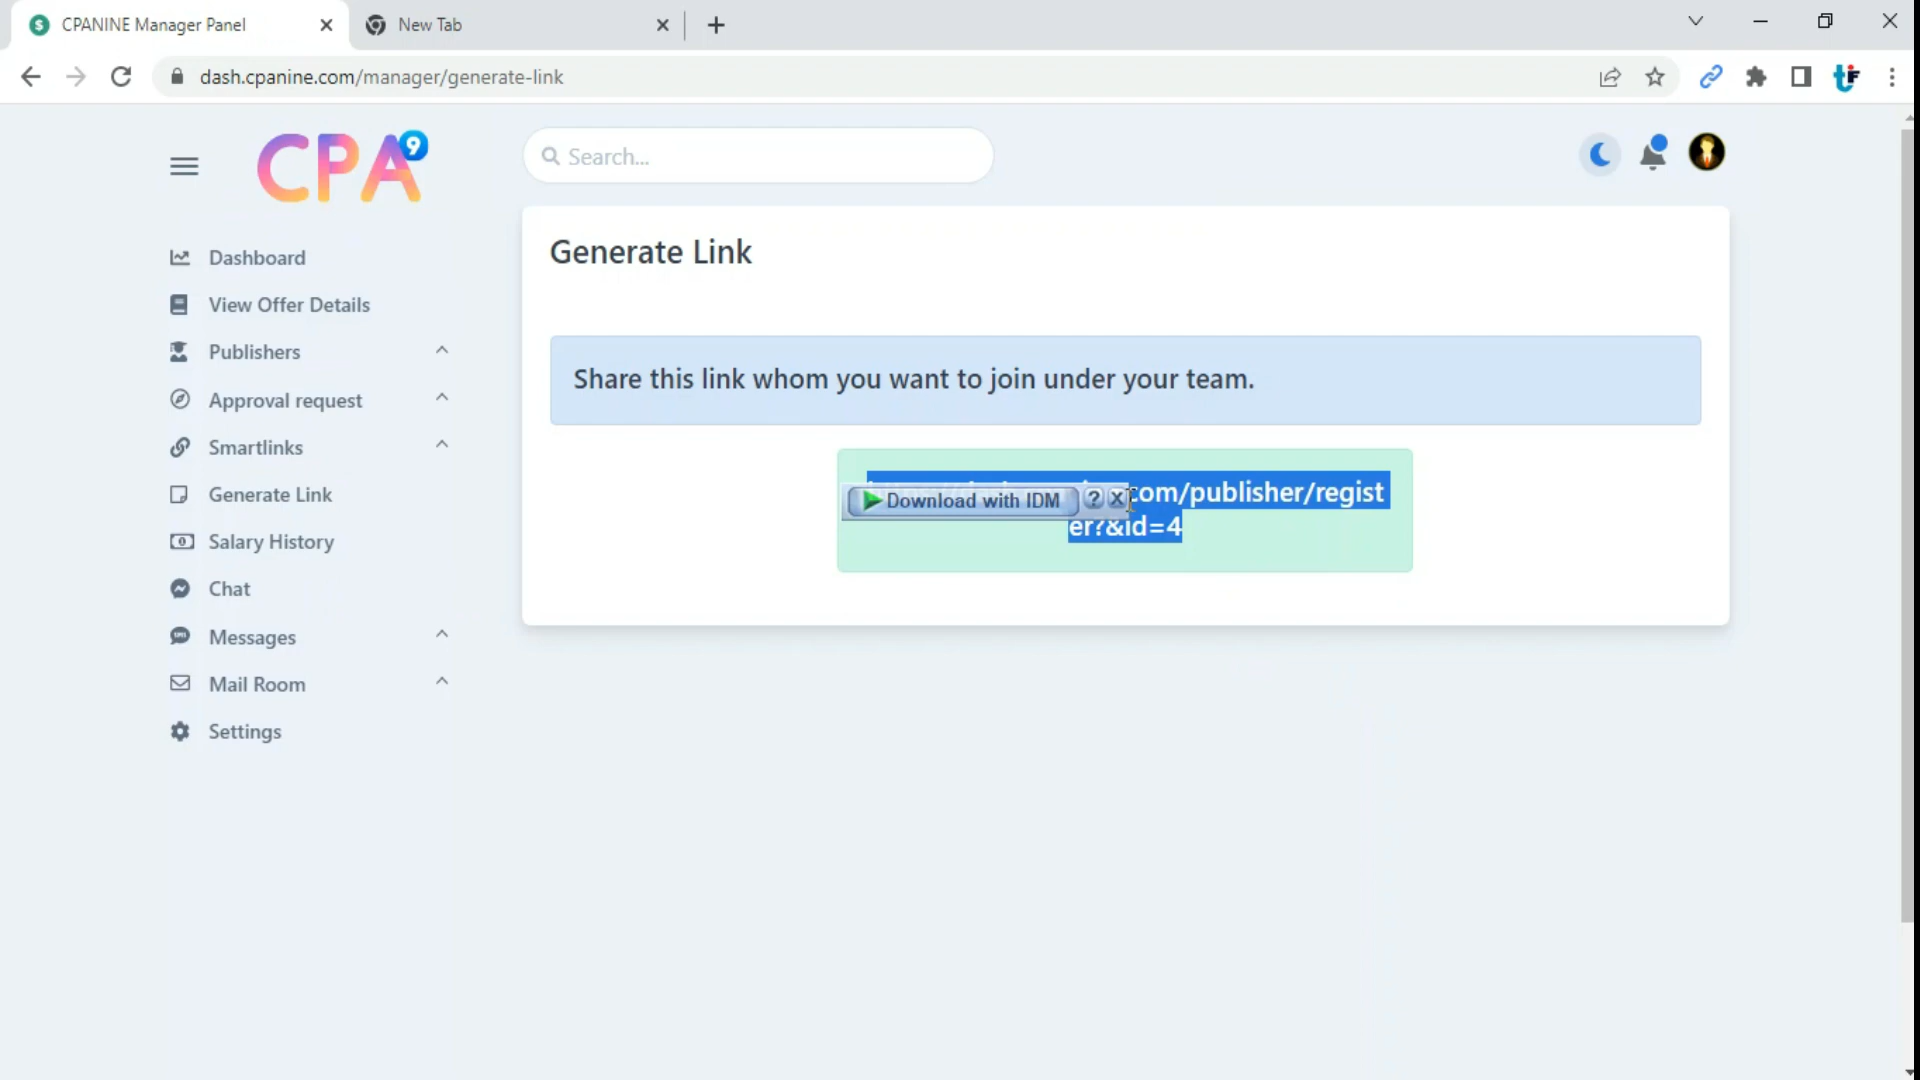 CPANINE Manager Panel
New Tab
dash.cpanine.com/manager/generate-link
CPA 9
Search...
Dashboard
View Offer Details
Publishers
Approval request
Smartlinks
Generate Link
Salary History
Chat
Messages
Mail Room
Settings
Generate Link
Share this link whom you want to join under your team.
com/publisher/regist
Download with IDM
er?&id=4